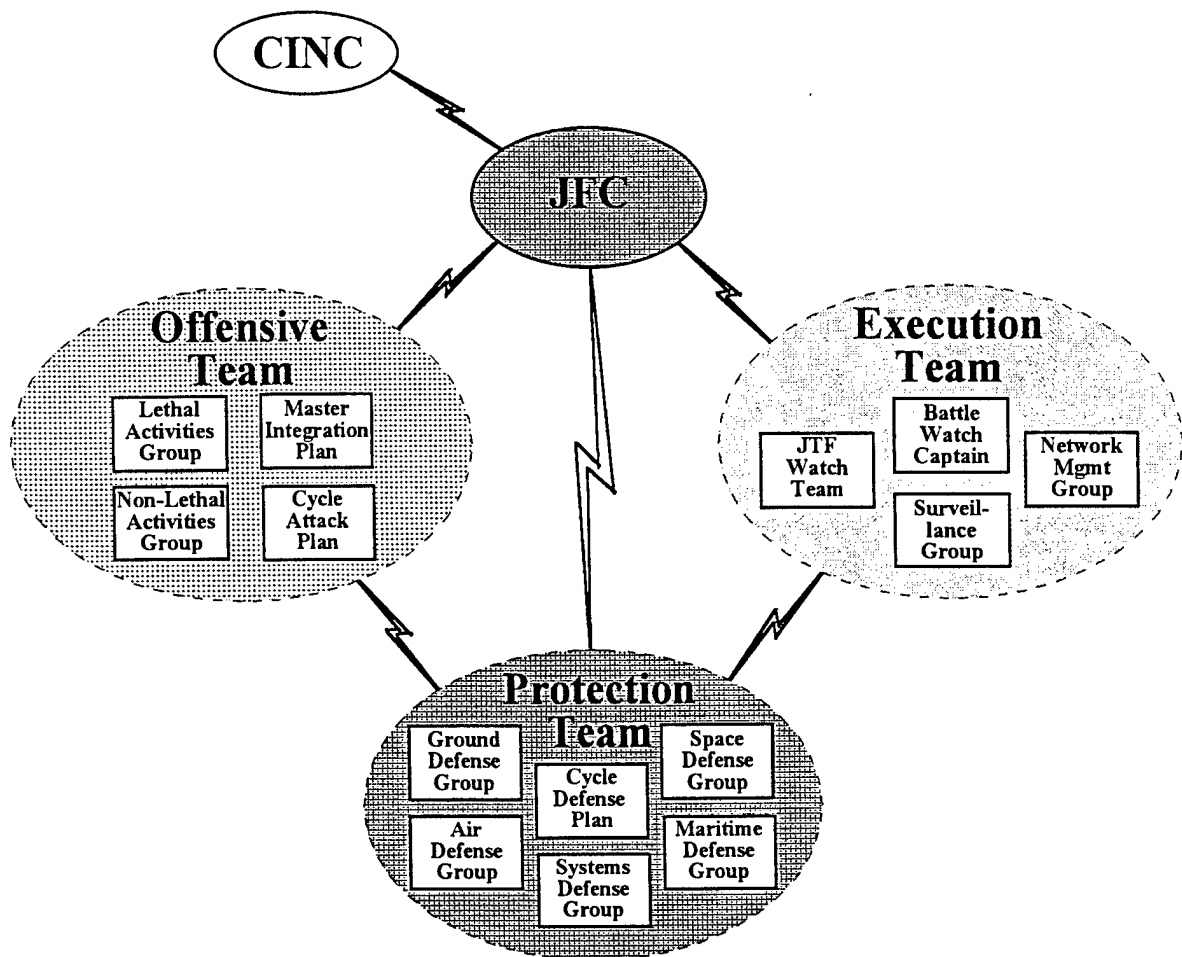 CINC
JFC
Offensive
Team
Lethal
Activities
Group
Master
Integration
Plan
Non-Lethal
Activities
Group
Cycle
Attack
Plan
Execution
Team
JTF
Watch
Team
Battle
Watch
Captain
Network
Mgmt
Group
Surveil-
lance
Group
Protection
Team
Ground
Defense
Group
Cycle
Defense
Plan
Space
Defense
Group
Air
Defense
Group
Systems
Defense
Group
Maritime
Defense
Group